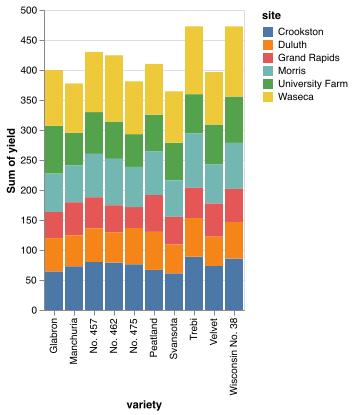 500
450
400
350
300
250
200
150
100
50
0
Sum of yield
Glabron
Manchuria
No. 457
No. 462
No. 475
Peatland
Svansota
Trebi
Velvet
Wisconsin No. 38
variety
site
Crookston
Duluth
Grand Rapids
Morris
University Farm
Waseca